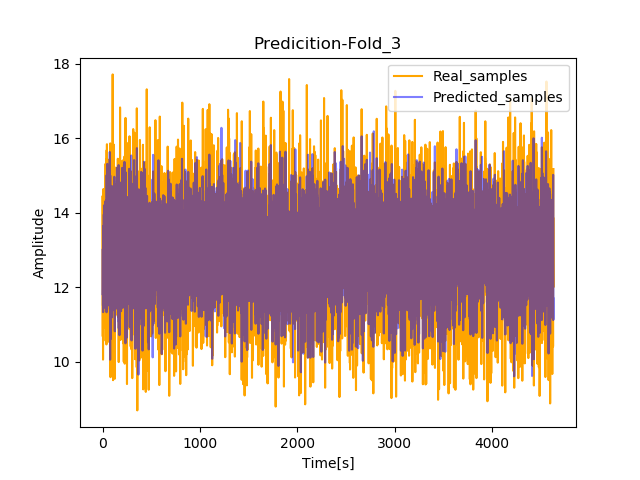 Predicition-Fold_3
Real_samples
Predicted_samples
18
16
14
12
10
Amplitude
0
1000
2000
3000
4000
Time[s]